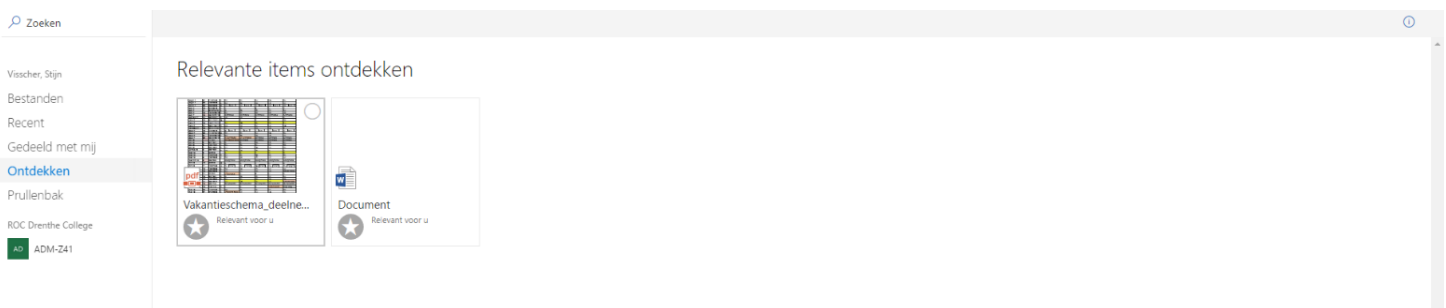 Zoeken
Visscher, Stijn
Bestanden
Recent
Gedeeld met mij
Ontdekken
Prullenbak
ROC Drenthe College
AD ADM-Z41
Relevante items ontdekken
pdf
Vakantieschema_deelne...
Relevant voor u
Document
Relevant voor u